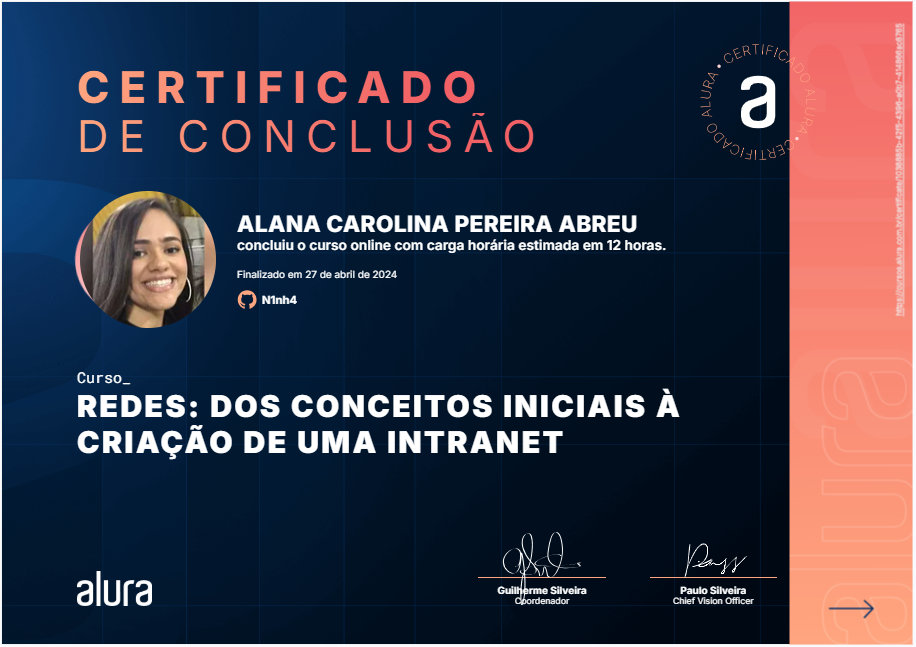 CERTIFICADO
DE CONCLUSÃO
CERTIFICADO ALURA • CERTIFICADO ALURA •
a
ALANA CAROLINA PEREIRA ABREU
concluiu o curso online com carga horária estimada em 12 horas.
Finalizado em 27 de abril de 2024
N1nh4
Curso_
REDES: DOS CONCEITOS INICIAIS À
CRIAÇÃO DE UMA INTRANET
alura
Guilherme Silveira
Coordenador
Paulo Silveira
Chief Vision Officer
alura